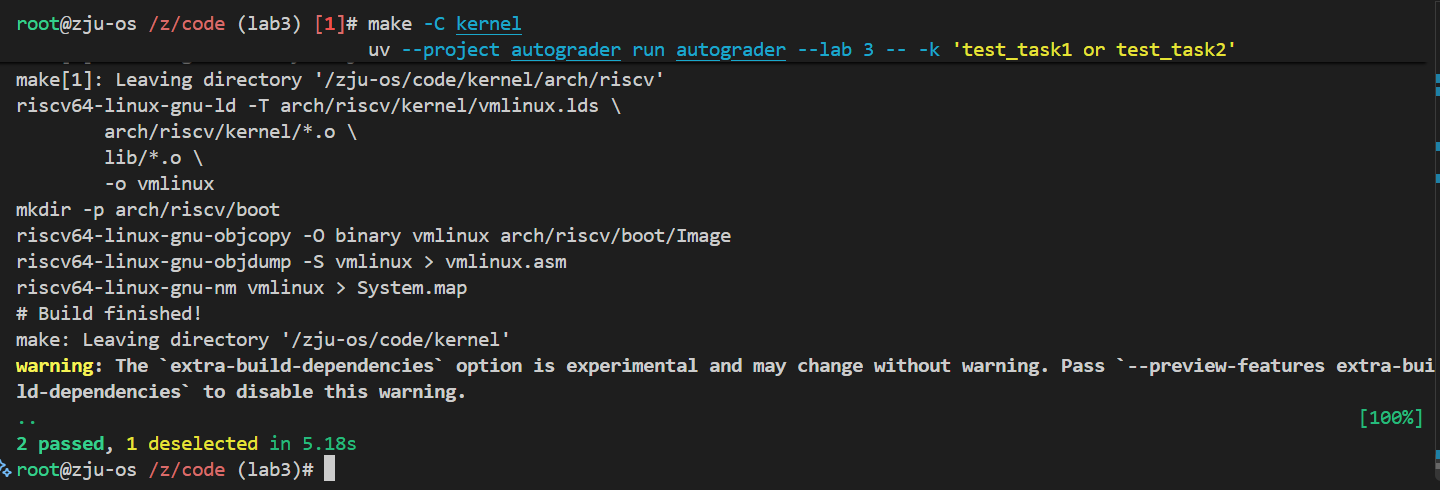 root@zju-os /z/code (lab3) [1]# make -C kernel
                                uv --project autograder run autograder --lab 3 -- -k 'test_task1 or test_task2'
make[1]: Leaving directory '/zju-os/code/kernel/arch/riscv'
riscv64-linux-gnu-ld -T arch/riscv/kernel/vmlinux.lds \
        arch/riscv/kernel/*.o \
        lib/*.o \
        -o vmlinux
mkdir -p arch/riscv/boot
riscv64-linux-gnu-objcopy -O binary vmlinux arch/riscv/boot/Image
riscv64-linux-gnu-objdump -S vmlinux > vmlinux.asm
riscv64-linux-gnu-nm vmlinux > System.map
# Build finished!
make: Leaving directory '/zju-os/code/kernel'
warning: The `extra-build-dependencies` option is experimental and may change without warning. Pass `--preview-features extra-bui
ld-dependencies` to disable this warning.
.. [100%]
2 passed, 1 deselected in 5.18s
root@zju-os /z/code (lab3)#